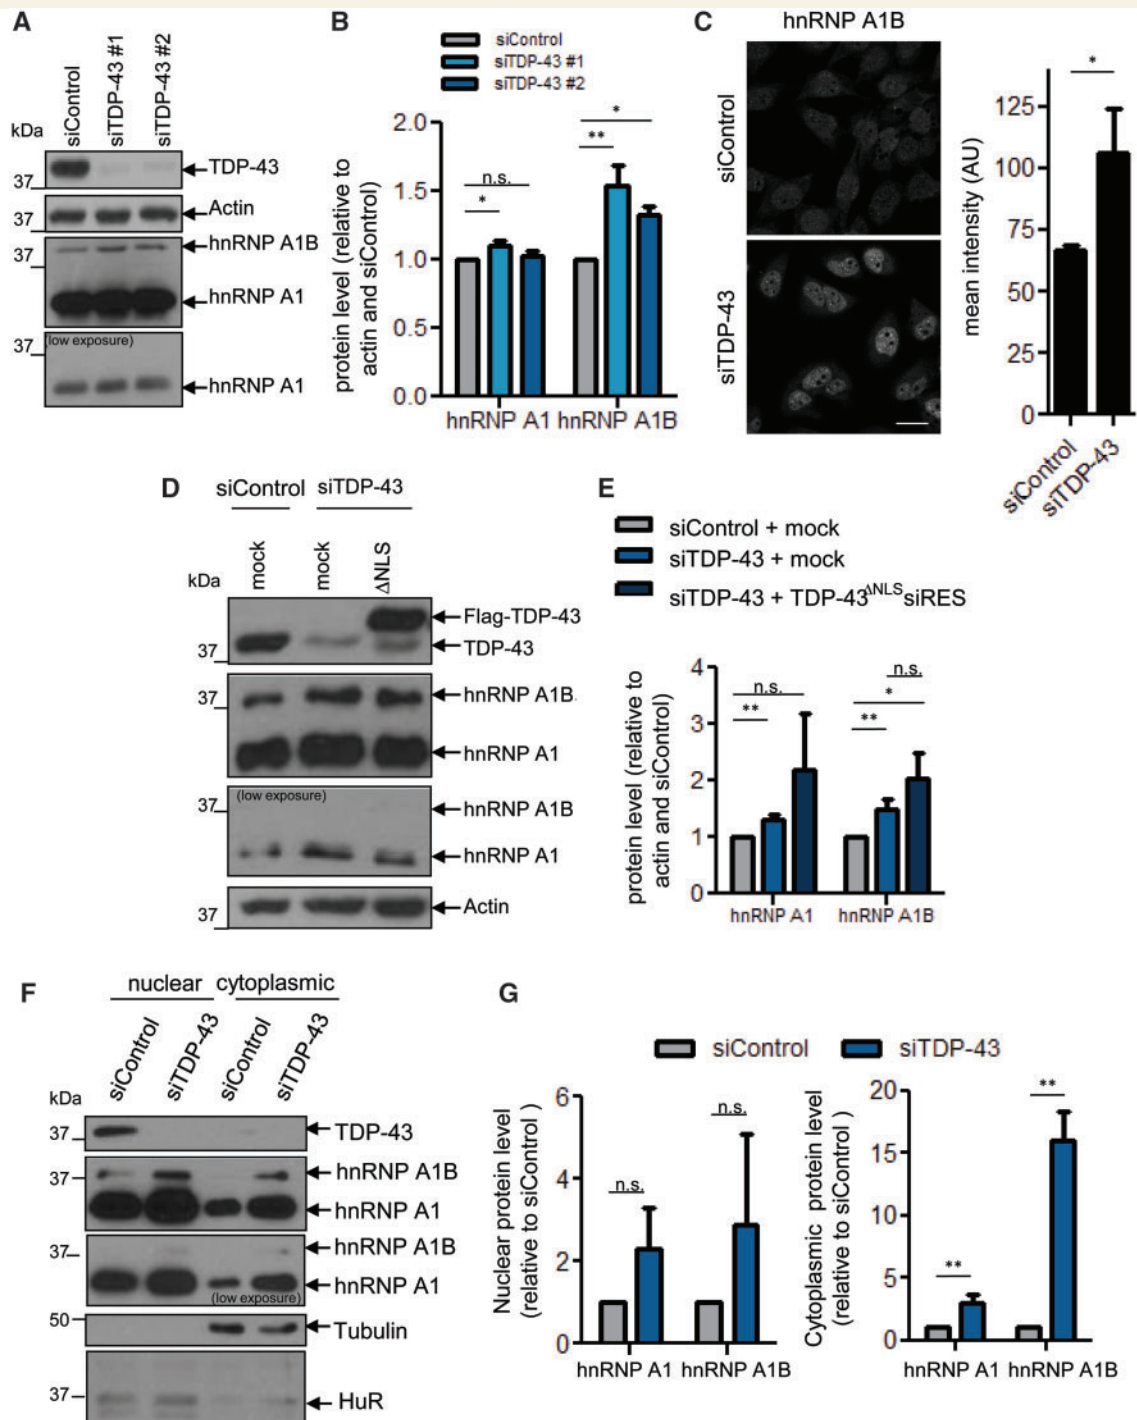 A
siControl
siTDP-43 #1
siTDP-43 #2
kDa
37
TDP-43
37
Actin
hnRNP A1B
37
hnRNP A1
37
(low exposure)
hnRNP A1
B
siControl
siTDP-43 #1
siTDP-43 #2
protein level (relative to
actin and siControl)
2.0
1.5
1.0
0.5
0.0
n.s.
*
*
**
hnRNP A1
hnRNP A1B
C
hnRNP A1B
siControl
siTDP-43
mean intensity (AU)
125
100
75
50
25
0
*
siControl
siTDP-43
D
siControl
siTDP-43
mock
mock
ΔNLS
kDa
Flag-TDP-43
37
TDP-43
37
hnRNP A1B
hnRNP A1
(low exposure)
37
hnRNP A1B
hnRNP A1
37
Actin
E
siControl + mock
siTDP-43 + mock
siTDP-43 + TDP-43ΔNLSsiRES
protein level (relative to
actin and siControl)
4
3
2
1
0
n.s.
**
n.s.
*
**
hnRNP A1
hnRNP A1B
F
nuclear
cytoplasmic
siControl
siTDP-43
siControl
siTDP-43
kDa
37
TDP-43
37
hnRNP A1B
hnRNP A1
37
hnRNP A1B
hnRNP A1
(low exposure)
50
Tubulin
37
HuR
G
siControl
siTDP-43
Nuclear protein level
(relative to siControl )
6
4
2
0
n.s.
n.s.
hnRNP A1
hnRNP A1B
Cytoplasmic protein level
(relative to siControl )
20
15
10
5
0
**
**
hnRNP A1
hnRNP A1B